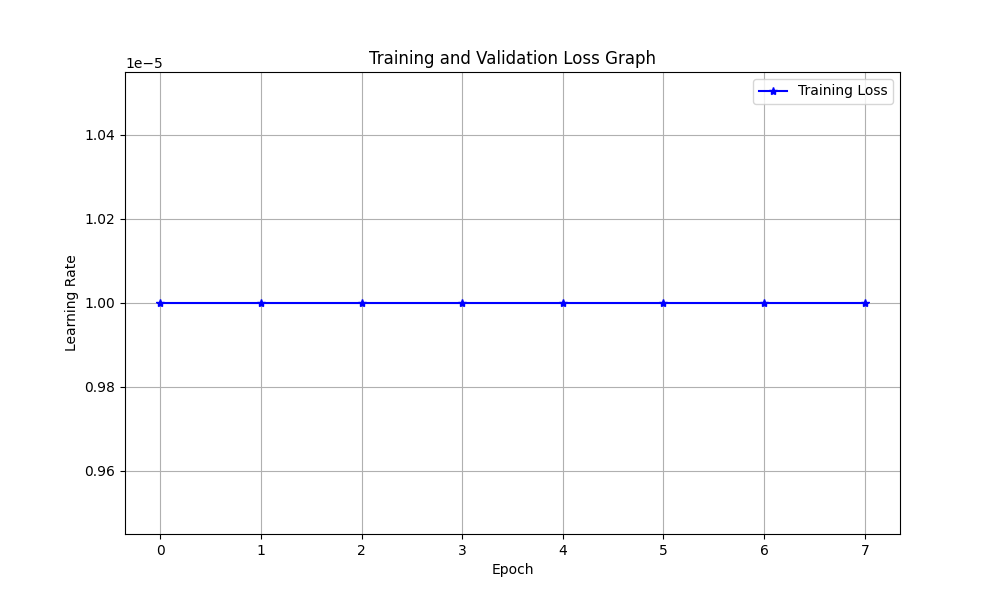 Training and Validation Loss Graph
1e−5
Training Loss
1.04
1.02
1.00
0.98
0.96
Learning Rate
0 1 2 3 4 5 6 7
Epoch